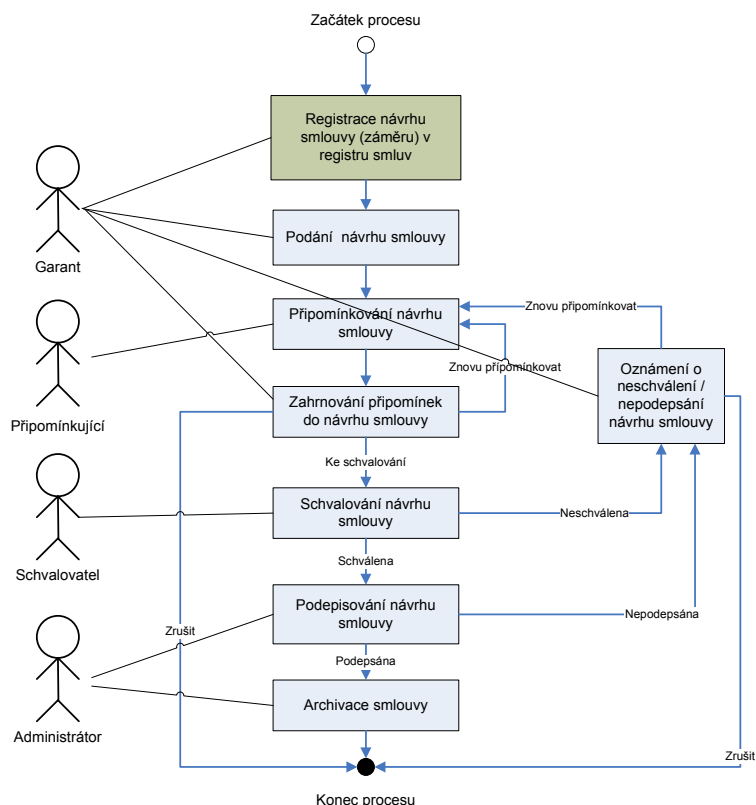 Začátek procesu
Registrace návrhu
smlouvy (záměru) v
registru smluv
Garant
Podání návrhu smlouvy
Připomínkování návrhu
smlouvy
Znovu připomínkovat
Znovu přípomínkovat
Oznámení o
neschválení /
nepodepsání
návrhu smlouvy
Připomínkující
Zahrnování připomínek
do návrhu smlouvy
Ke schvalování
Schvalovatel
Schvalování návrhu
smlouvy
Neschválena
Schválena
Podepisování návrhu
smlouvy
Nepodepsána
Zrušit
Podepsána
Administrátor
Archivace smlouvy
Zrušit
Konec procesu